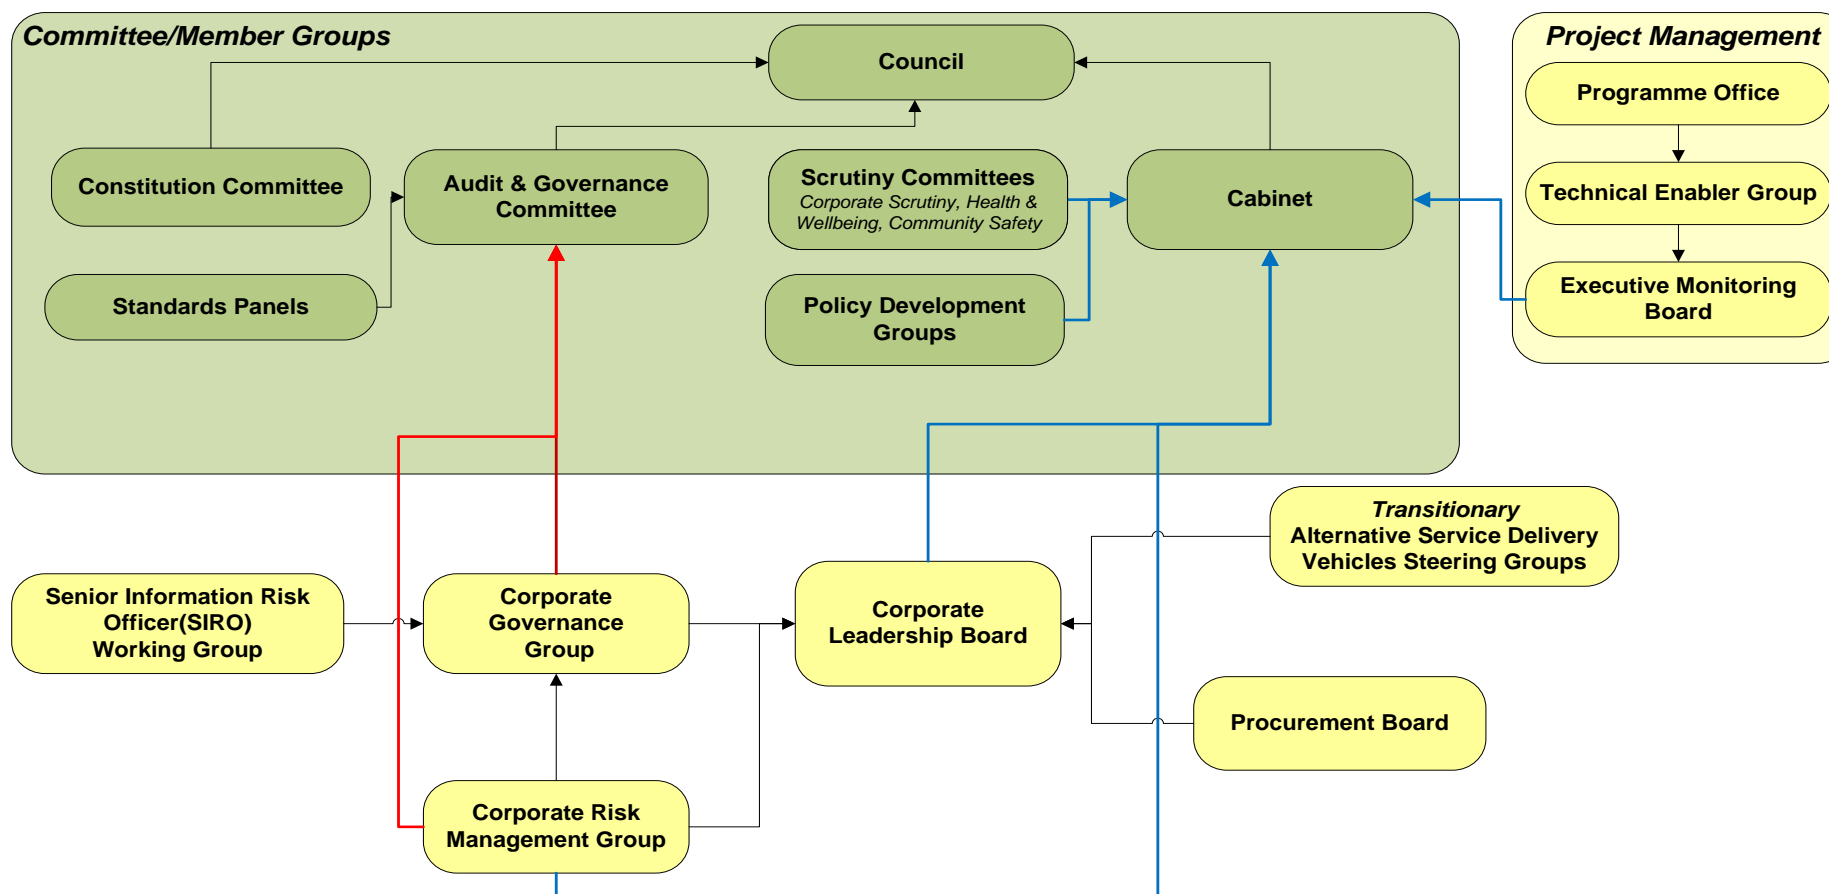 Committee/Member Groups
Project Management
Council
Programme Office
Constitution Committee
Audit & Governance
Committee
Scrutiny Committees
Corporate Scrutiny, Health &
Wellbeing, Community Safety
Cabinet
Technical Enabler Group
Standards Panels
Policy Development
Groups
Executive Monitoring
Board
Transitionary
Alternative Service Delivery
Vehicles Steering Groups
Senior Information Risk
Officer(SIRO)
Working Group
Corporate
Governance
Group
Corporate
Leadership Board
Procurement Board
Corporate Risk
Management Group